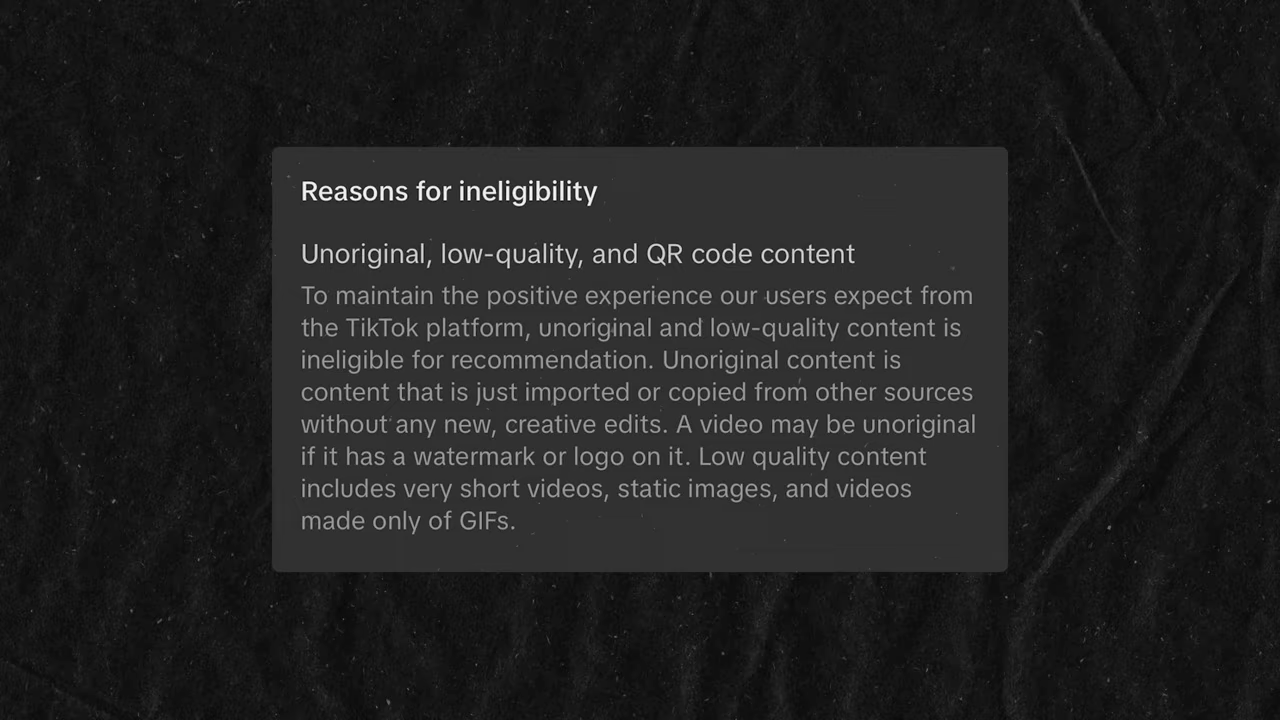 Reasons for ineligibility
Unoriginal, low-quality, and QR code content
To maintain the positive experience our users expect from
the TikTok platform, unoriginal and low-quality content is
ineligible for recommendation. Unoriginal content is
content that is just imported or copied from other sources
without any new, creative edits. A video may be unoriginal
if it has a watermark or logo on it. Low quality content
includes very short videos, static images, and videos
made only of GIFs.